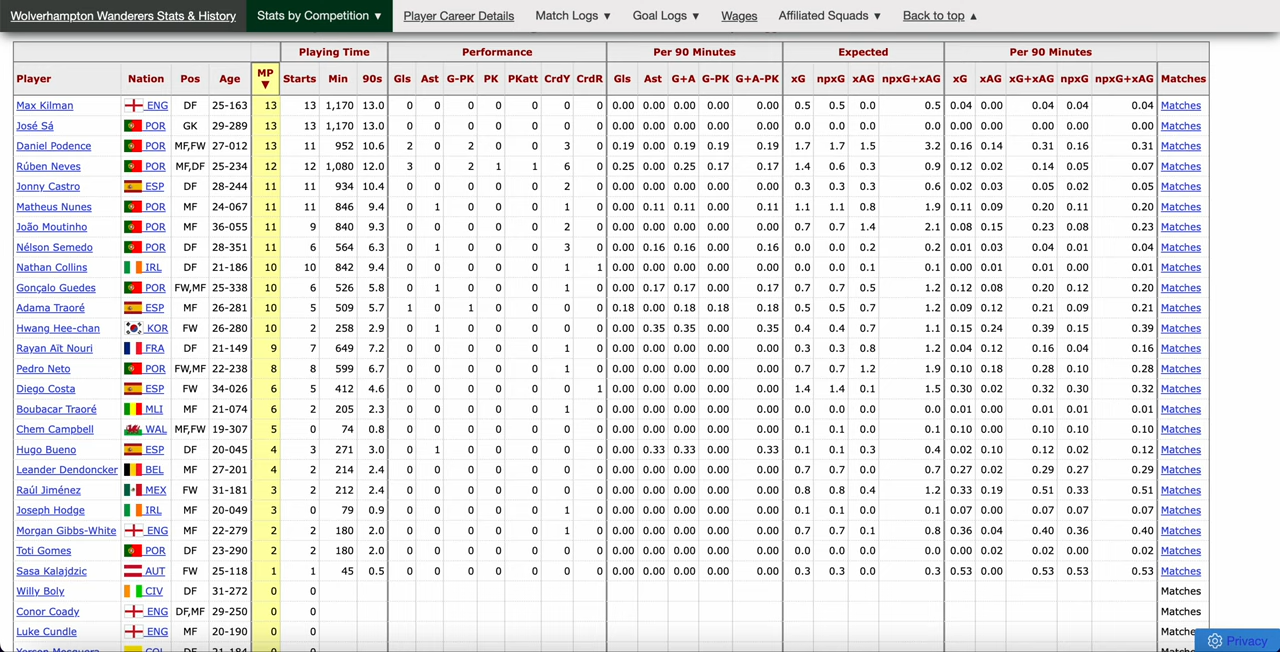 Wolverhampton Wanderers Stats & History Stats by Competition ▼ Player Career Details Match Logs ▼ Goal Logs ▼ Wages Affiliated Squads ▼ Back to top ▲
Playing Time Performance Per 90 Minutes Expected Per 90 Minutes
Player Nation Pos Age MP ▼ Starts Min 90s Gls Ast G-PK PK PKatt CrdY CrdR Gls Ast G+A G-PK G+A-PK xG npxG xAG npxG+xAG xG xAG xG+xAG npxG npxG+xAG Matches
Max Kilman ENG DF 25-163 13 13 1,170 13.0 0 0 0 0 0 0 0 0.00 0.00 0.00 0.00 0.00 0.5 0.5 0.0 0.5 0.04 0.00 0.04 0.04 0.04 Matches
José Sá POR GK 29-289 13 13 1,170 13.0 0 0 0 0 0 0 0 0.00 0.00 0.00 0.00 0.00 0.0 0.0 0.0 0.0 0.00 0.00 0.00 0.00 0.00 Matches
Daniel Podence POR MF,FW 27-012 13 11 952 10.6 2 0 2 0 0 3 0 0.19 0.00 0.19 0.19 0.19 1.7 1.7 1.5 3.2 0.16 0.14 0.31 0.16 0.31 Matches
Rúben Neves POR MF,DF 25-234 12 12 1,080 12.0 3 0 2 1 1 6 0 0.25 0.00 0.25 0.17 0.17 1.4 0.6 0.3 0.9 0.12 0.02 0.14 0.05 0.07 Matches
Jonny Castro ESP DF 28-244 11 11 934 10.4 0 0 0 0 0 2 0 0.00 0.00 0.00 0.00 0.00 0.3 0.3 0.3 0.6 0.02 0.03 0.05 0.02 0.05 Matches
Matheus Nunes POR MF 24-067 11 11 846 9.4 0 1 0 0 0 1 0 0.00 0.11 0.11 0.00 0.11 1.1 1.1 0.8 1.9 0.11 0.09 0.20 0.11 0.20 Matches
João Moutinho POR MF 36-055 11 9 840 9.3 0 0 0 0 0 2 0 0.00 0.00 0.00 0.00 0.00 0.7 0.7 1.4 2.1 0.08 0.15 0.23 0.08 0.23 Matches
Nélson Semedo POR DF 28-351 11 6 564 6.3 0 1 0 0 0 3 0 0.00 0.16 0.16 0.00 0.16 0.0 0.0 0.2 0.2 0.01 0.03 0.04 0.01 0.04 Matches
Nathan Collins IRL DF 21-186 10 10 842 9.4 0 0 0 0 0 1 1 0.00 0.00 0.00 0.00 0.00 0.0 0.0 0.1 0.1 0.00 0.01 0.01 0.00 0.01 Matches
Gonçalo Guedes POR FW,MF 25-338 10 6 526 5.8 0 1 0 0 0 1 0 0.00 0.17 0.17 0.00 0.17 0.7 0.7 0.5 1.2 0.12 0.08 0.20 0.12 0.20 Matches
Adama Traoré ESP MF 26-281 10 5 509 5.7 1 0 1 0 0 0 0 0.18 0.00 0.18 0.18 0.18 0.5 0.5 0.7 1.2 0.09 0.12 0.21 0.09 0.21 Matches
Hwang Hee-chan KOR FW 26-280 10 2 258 2.9 0 1 0 0 0 0 0 0.00 0.35 0.35 0.00 0.35 0.4 0.4 0.7 1.1 0.15 0.24 0.39 0.15 0.39 Matches
Rayan Aït Nouri FRA DF 21-149 9 7 649 7.2 0 0 0 0 0 1 0 0.00 0.00 0.00 0.00 0.00 0.3 0.3 0.8 1.2 0.04 0.12 0.16 0.04 0.16 Matches
Pedro Neto POR FW,MF 22-238 8 8 599 6.7 0 0 0 0 0 1 0 0.00 0.00 0.00 0.00 0.00 0.7 0.7 1.2 1.9 0.10 0.18 0.28 0.10 0.28 Matches
Diego Costa ESP FW 34-026 6 5 412 4.6 0 0 0 0 0 0 1 0.00 0.00 0.00 0.00 0.00 1.4 1.4 0.1 1.5 0.30 0.02 0.32 0.30 0.32 Matches
Boubacar Traoré MLI MF 21-074 6 2 205 2.3 0 0 0 0 0 1 0 0.00 0.00 0.00 0.00 0.00 0.0 0.0 0.0 0.0 0.01 0.00 0.01 0.01 0.01 Matches
Chem Campbell WAL MF,FW 19-307 5 0 74 0.8 0 0 0 0 0 0 0 0.00 0.00 0.00 0.00 0.00 0.1 0.1 0.0 0.1 0.10 0.00 0.10 0.10 0.10 Matches
Hugo Bueno ESP DF 20-045 4 3 271 3.0 0 1 0 0 0 0 0 0.00 0.33 0.33 0.00 0.33 0.1 0.1 0.3 0.4 0.02 0.10 0.12 0.02 0.12 Matches
Leander Dendoncker BEL MF 27-201 4 2 214 2.4 0 0 0 0 0 0 0 0.00 0.00 0.00 0.00 0.00 0.7 0.7 0.0 0.7 0.27 0.02 0.29 0.27 0.29 Matches
Raúl Jiménez MEX FW 31-181 3 2 212 2.4 0 0 0 0 0 0 0 0.00 0.00 0.00 0.00 0.00 0.8 0.8 0.4 1.2 0.33 0.19 0.51 0.33 0.51 Matches
Joseph Hodge IRL MF 20-049 3 0 79 0.9 0 0 0 0 0 1 0 0.00 0.00 0.00 0.00 0.00 0.1 0.1 0.0 0.1 0.07 0.00 0.07 0.07 0.07 Matches
Morgan Gibbs-White ENG MF 22-279 2 2 180 2.0 0 0 0 0 0 1 0 0.00 0.00 0.00 0.00 0.00 0.7 0.7 0.1 0.8 0.36 0.04 0.40 0.36 0.40 Matches
Toti Gomes POR DF 23-290 2 2 180 2.0 0 0 0 0 0 0 0 0.00 0.00 0.00 0.00 0.00 0.0 0.0 0.0 0.0 0.00 0.02 0.02 0.00 0.02 Matches
Sasa Kalajdzic AUT FW 25-118 1 1 45 0.5 0 0 0 0 0 0 0 0.00 0.00 0.00 0.00 0.00 0.3 0.3 0.0 0.3 0.53 0.00 0.53 0.53 0.53 Matches
Willy Boly CIV DF 31-272 0 0 Matches
Conor Coady ENG DF,MF 29-250 0 0 Matches
Luke Cundle ENG MF 20-190 0 0 Matches
Privacy